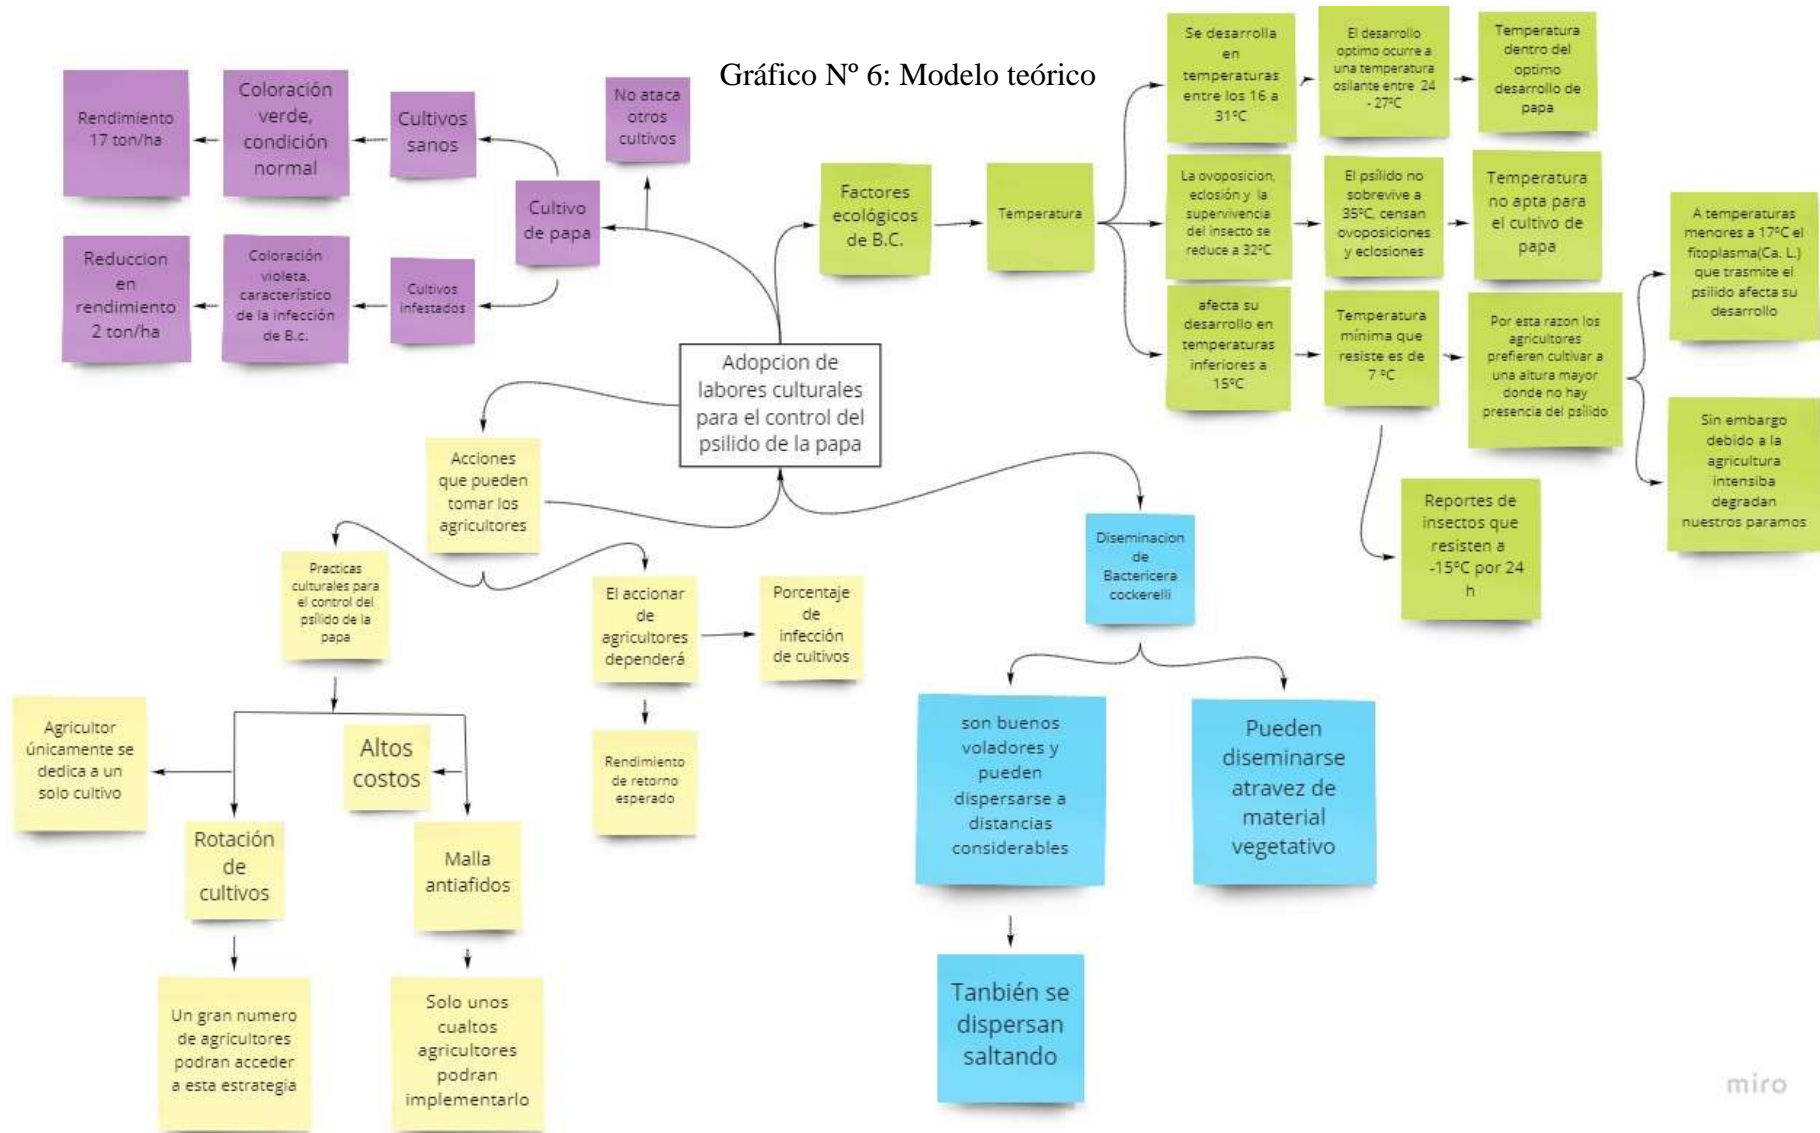 Gráfico Nº 6: Modelo teórico
Rendimiento
17 ton/ha
Coloración
verde,
condición
normal
Cultivos
sanos
No ataca
otros
cultivos
Cultivo
de papa
Reduccion
en
rendimiento
2 ton/ha
Coloración
violeta,
característico
de la infección
de B.c.
Cultivos
infestados
Factores
ecológicos
de B.C.
Temperatura
Se desarrolla
en
temperaturas
entre los 16 a
31ºC
El desarrollo
optimo ocurre a
una temperatura
osilante entre 24
- 27ºC
Temperatura
dentro del
optimo
desarrollo de
papa
La ovoposicion,
eclosión y la
supervivencia
del insecto se
reduce a 32ºC
El psílido no
sobrevive a
35ºC, censan
ovoposiciones
y eclosiones
Temperatura
no apta para
el cultivo de
papa
afecta su
desarrollo en
temperaturas
inferiores a
15ºC
Temperatura
mínima que
resiste es de
7 ºC
Por esta razon los
agricultores
prefieren cultivar a
una altura mayor
donde no hay
presencia del psílido
A temperaturas
menores a 17ºC el
fitoplasma(Ca. L.)
que trasmite el
psilido afecta su
desarrollo
Sin embargo
debido a la
agricultura
intensiba
degradan
nuestros paramos
Reportes de
insectos que
resisten a
-15ºC por 24
h
Adopcion de
labores culturales
para el control del
psilido de la papa
Acciones
que pueden
tomar los
agricultores
Practicas
culturales para
el control del
psílido de la
papa
El accionar
de
agricultores
dependerá
Porcentaje
de
infección
de cultivos
Rendimiento
de retorno
esperado
Agricultor
únicamente se
dedica a un
solo cultivo
Altos
costos
Rotación
de
cultivos
Malla
antiafidos
Un gran numero
de agricultores
podran acceder
a esta estrategia
Solo unos
cualtos
agricultores
podran
implementarlo
Diseminacion
de
Bactericera
cockerelli
son buenos
voladores y
pueden
dispersarse a
distancias
considerables
Pueden
diseminarse
atravez de
material
vegetativo
Tanbién se
dispersan
saltando
miro